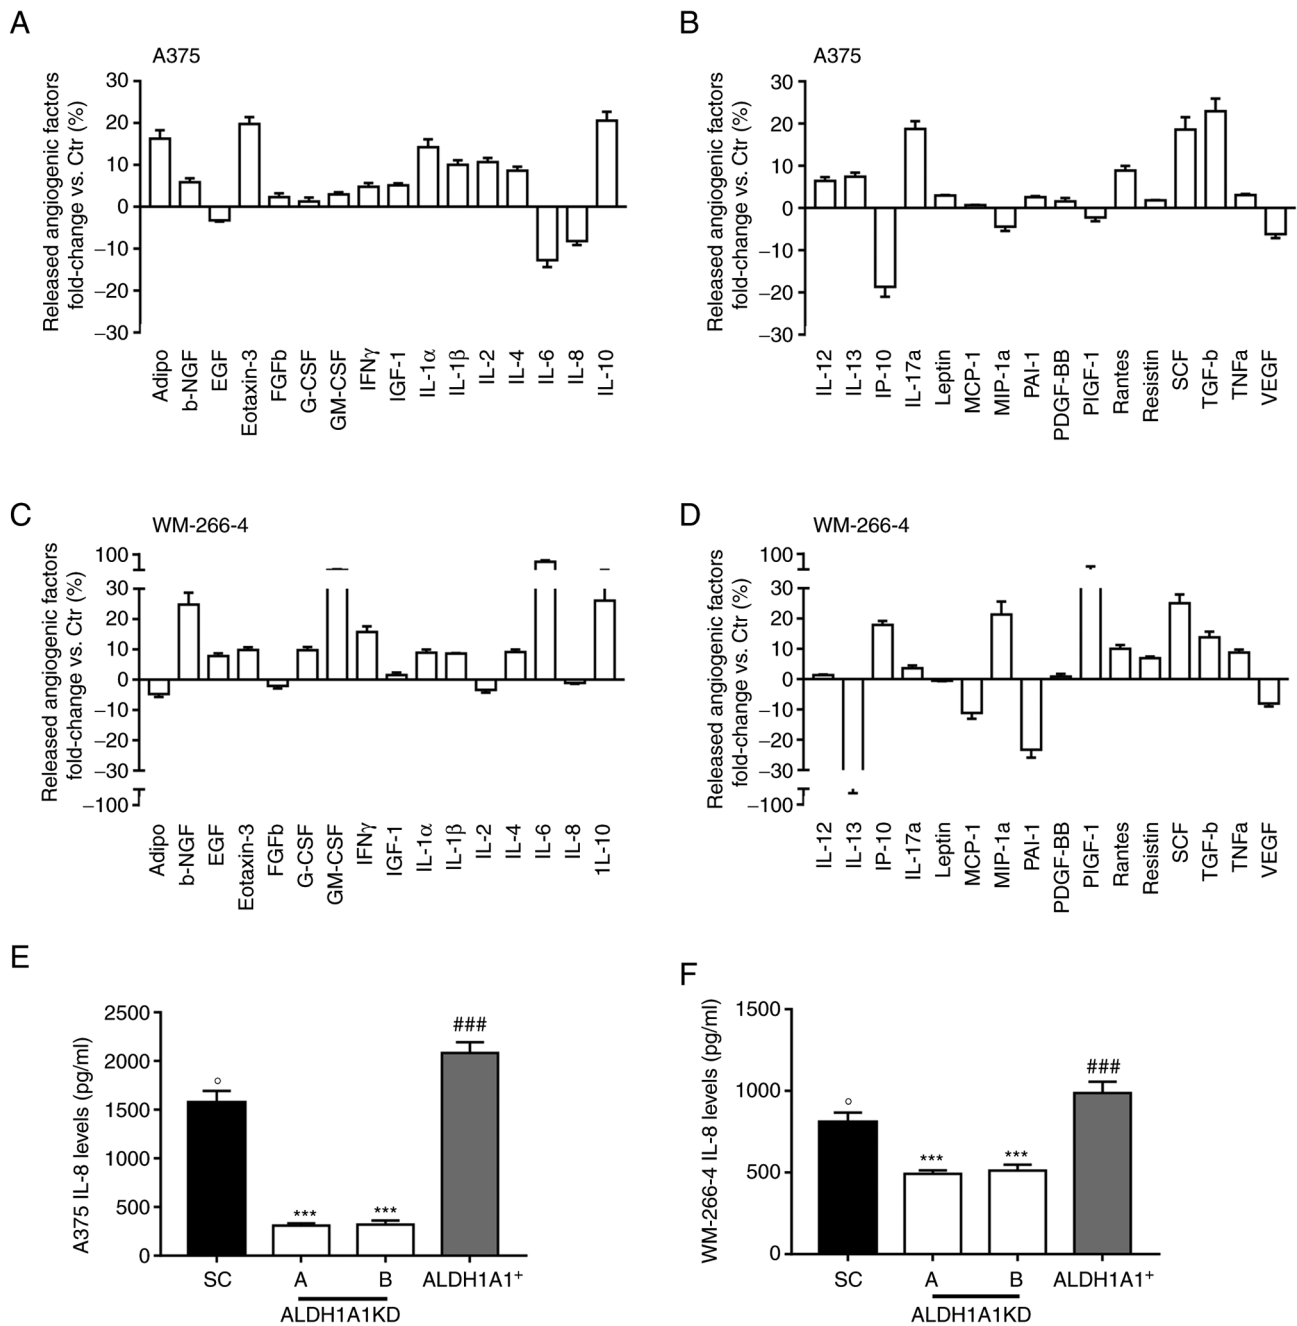 A
A375
Released angiogenic factors
fold-change vs. Ctr (%)
30
20
10
0
−10
−20
−30
Adipo
b-NGF
EGF
Eotaxin-3
FGFb
G-CSF
GM-CSF
IFNγ
IGF-1
IL-1α
IL-1β
IL-2
IL-4
IL-6
IL-8
IL-10
B
A375
Released angiogenic factors
fold-change vs. Ctr (%)
30
20
10
0
−10
−20
−30
IL-12
IL-13
IP-10
IL-17a
Leptin
MCP-1
MIP-1a
PAI-1
PDGF-BB
PIGF-1
Rantes
Resistin
SCF
TGF-b
TNFa
VEGF
C
WM-266-4
Released angiogenic factors
fold-change vs. Ctr (%)
100
30
20
10
0
−10
−20
−30
−100
Adipo
b-NGF
EGF
Eotaxin-3
FGFb
G-CSF
GM-CSF
IFNγ
IGF-1
IL-1α
IL-1β
IL-2
IL-4
IL-6
IL-8
1L-10
D
WM-266-4
Released angiogenic factors
fold-change vs. Ctr (%)
100
30
20
10
0
−10
−20
−30
−100
IL-12
IL-13
IP-10
IL-17a
Leptin
MCP-1
MIP-1a
PAI-1
PDGF-BB
PIGF-1
Rantes
Resistin
SCF
TGF-b
TNFa
VEGF
E
A375 IL-8 levels (pg/ml)
2500
2000
1500
1000
500
0
°
***
***
###
SC
A
B
ALDH1A1⁺
ALDH1A1KD
F
WM-266-4 IL-8 levels (pg/ml)
1500
1000
500
0
°
***
***
###
SC
A
B
ALDH1A1⁺
ALDH1A1KD